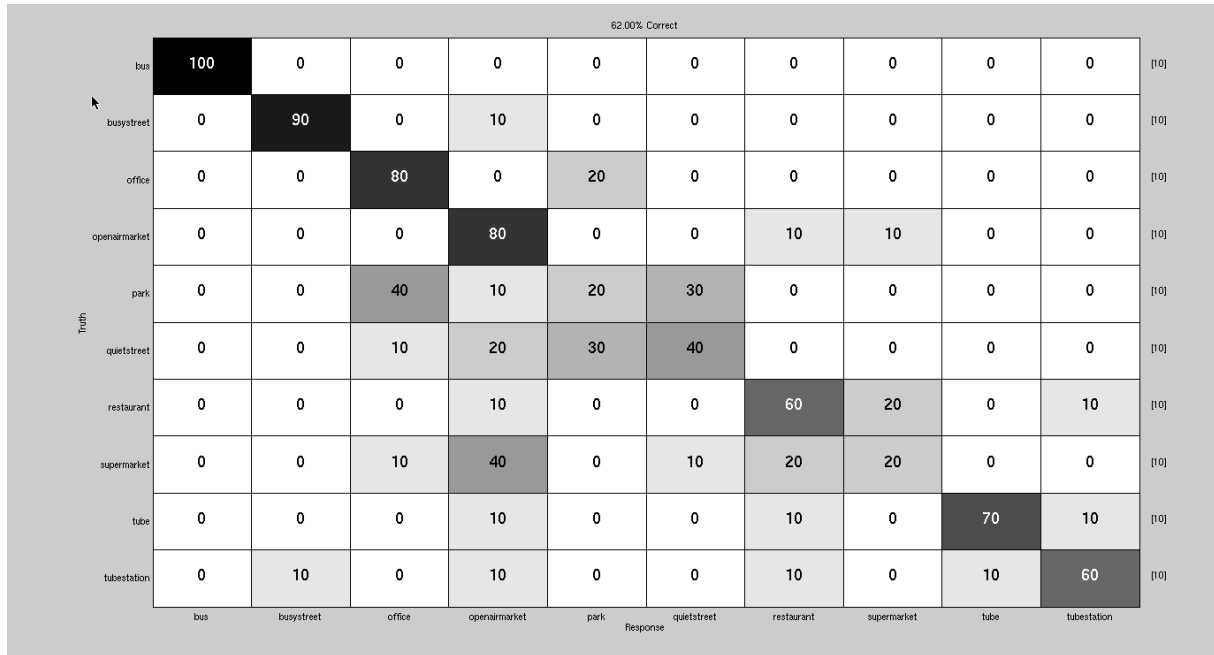 62.00% Correct
bus 100 0 0 0 0 0 0 0 0 0 [10]
busystreet 0 90 0 10 0 0 0 0 0 0 [10]
office 0 0 80 0 20 0 0 0 0 0 [10]
openairmarket 0 0 0 80 0 0 10 10 0 0 [10]
park 0 0 40 10 20 30 0 0 0 0 [10]
Truth
quietstreet 0 0 10 20 30 40 0 0 0 0 [10]
restaurant 0 0 0 10 0 0 60 20 0 10 [10]
supermarket 0 0 10 40 0 10 20 20 0 0 [10]
tube 0 0 0 10 0 0 10 0 70 10 [10]
tubestation 0 10 0 10 0 0 10 0 10 60 [10]
bus busystreet office openairmarket park quietstreet restaurant supermarket tube tubestation
Response